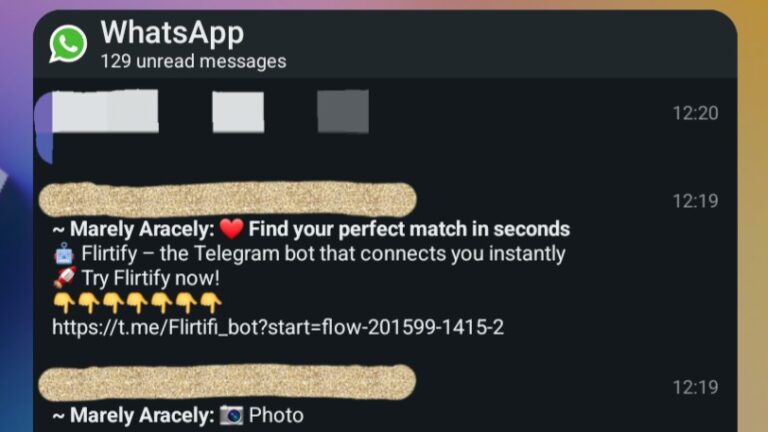 WhatsApp
129 unread messages
12:20
12:19
~ Marely Aracely: ❤️ Find your perfect match in seconds
🤖 Flirtify – the Telegram bot that connects you instantly
🚀 Try Flirtify now!
👇👇👇👇👇👇👇
https://t.me/Flirtifi_bot?start=flow-201599-1415-2
12:19
~ Marely Aracely: 📷 Photo